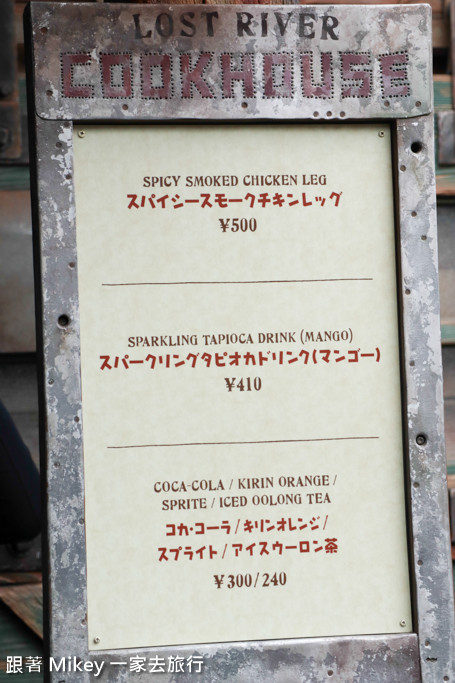 LOST RIVER
COOKHOUSE
SPICY SMOKED CHICKEN LEG
スパイシースモークチキンレッグ
¥500
SPARKLING TAPIOCA DRINK (MANGO)
スパークリングタピオカドリンク(マンゴー)
¥410
COCA-COLA / KIRIN ORANGE /
SPRITE / ICED OOLONG TEA
コカ・コーラ / キリンオレンジ /
スプライト / アイスウーロン茶
¥300/240
跟著 Mikey 一家去旅行